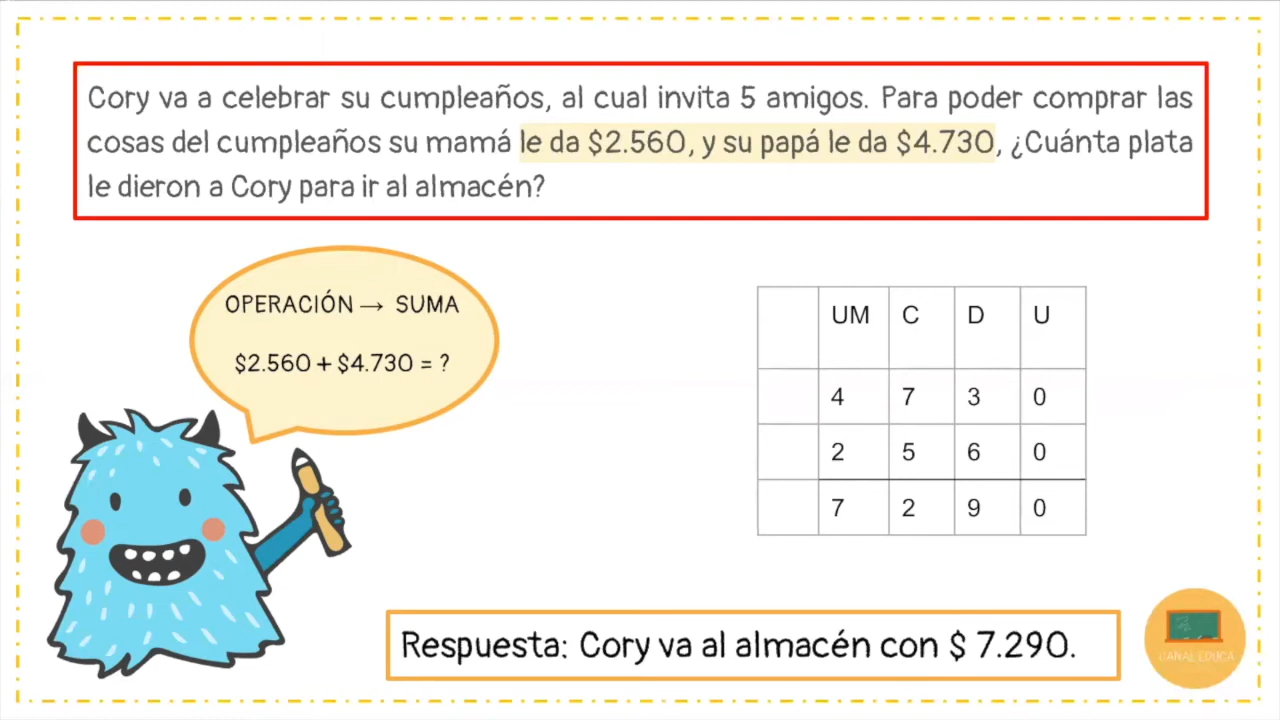 Cory va a celebrar su cumpleaños, al cual invita 5 amigos. Para poder comprar las
cosas del cumpleaños su mamá le da $2.560, y su papá le da $4.730, ¿Cuánta plata
le dieron a Cory para ir al almacén?
OPERACIÓN → SUMA
$2.560 + $4.730 = ?
UM C D U
4 7 3 0
2 5 6 0
7 2 9 0
Respuesta: Cory va al almacén con $ 7.290.
CANAL EDUCA